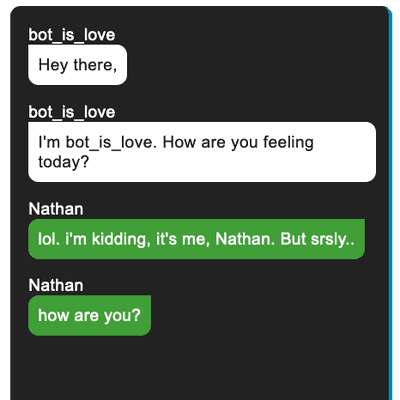 bot_is_love
Hey there,
bot_is_love
I'm bot_is_love. How are you feeling
today?
Nathan
lol. i'm kidding, it's me, Nathan. But srsly..
Nathan
how are you?